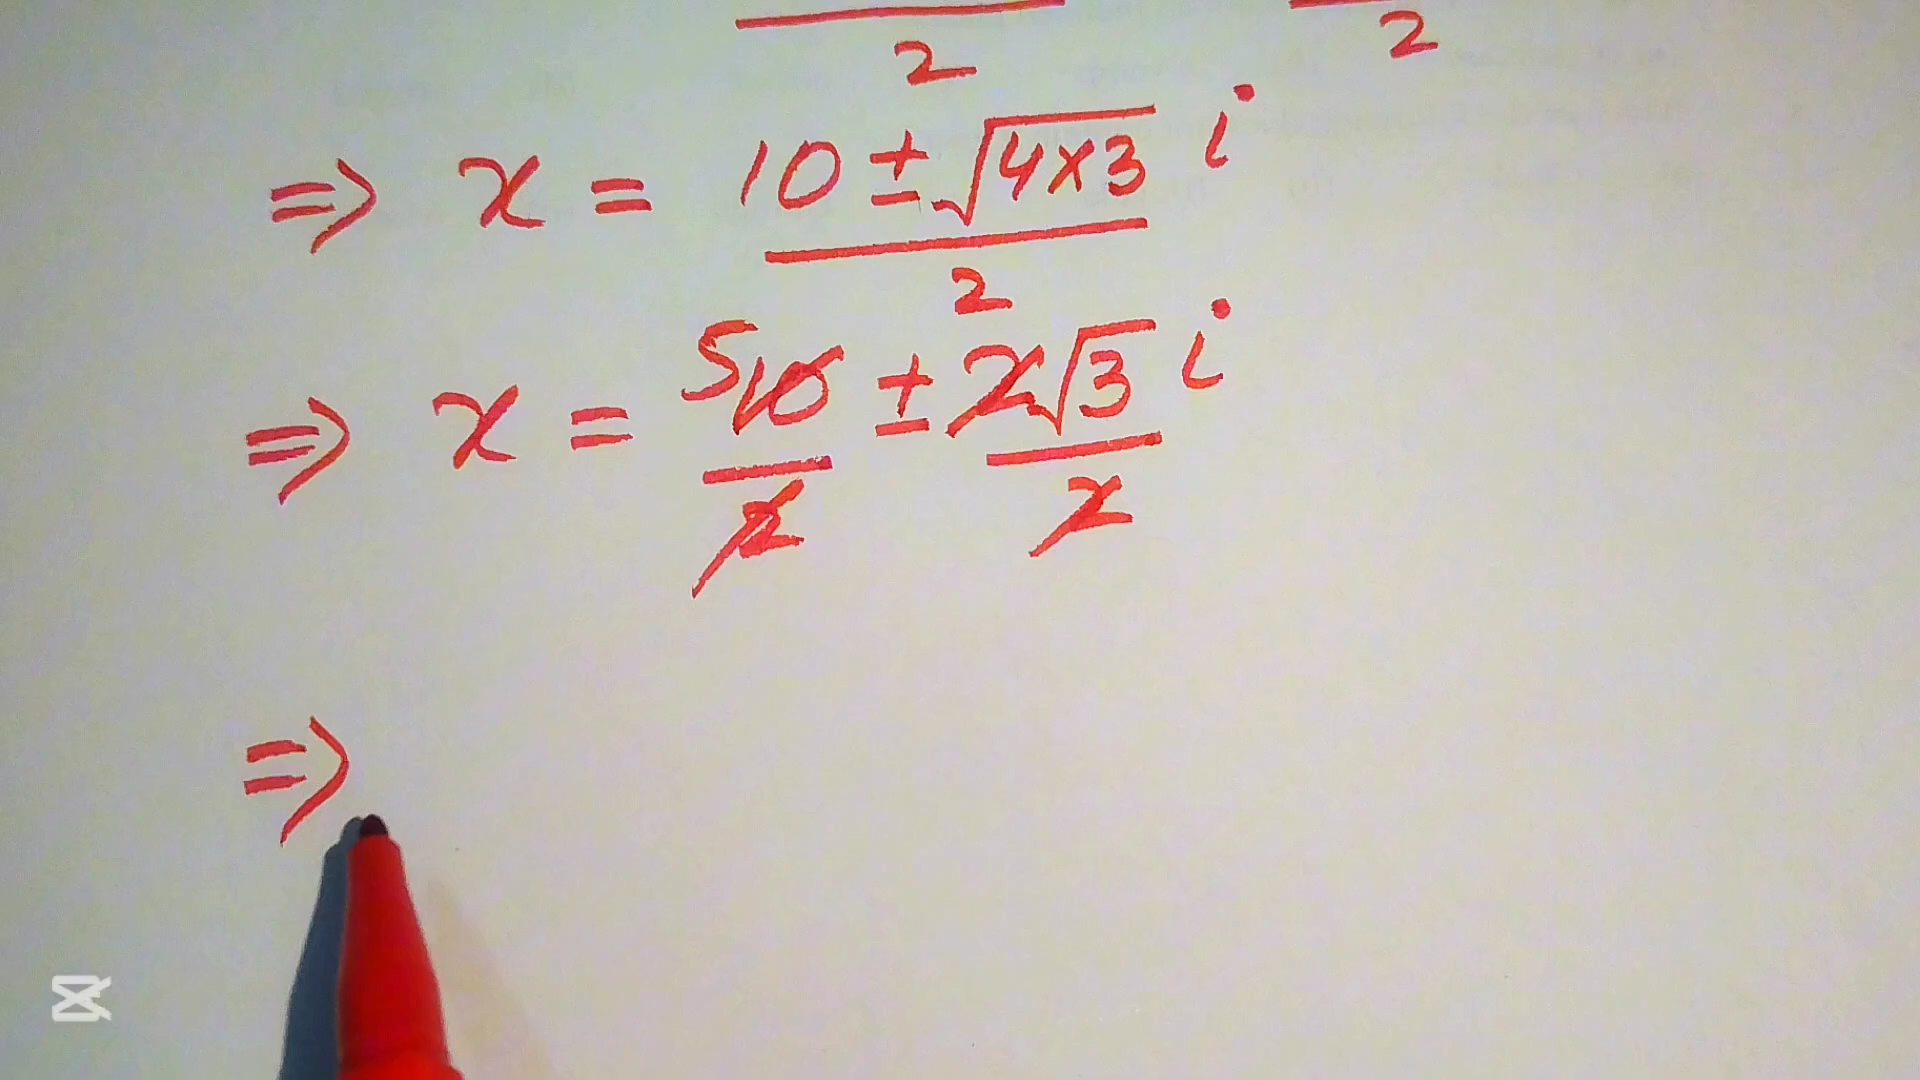 2 2
=> x = 10 ± √4×3 i
2
=> x = 5 10 ± 2√3 i
2 2
=>